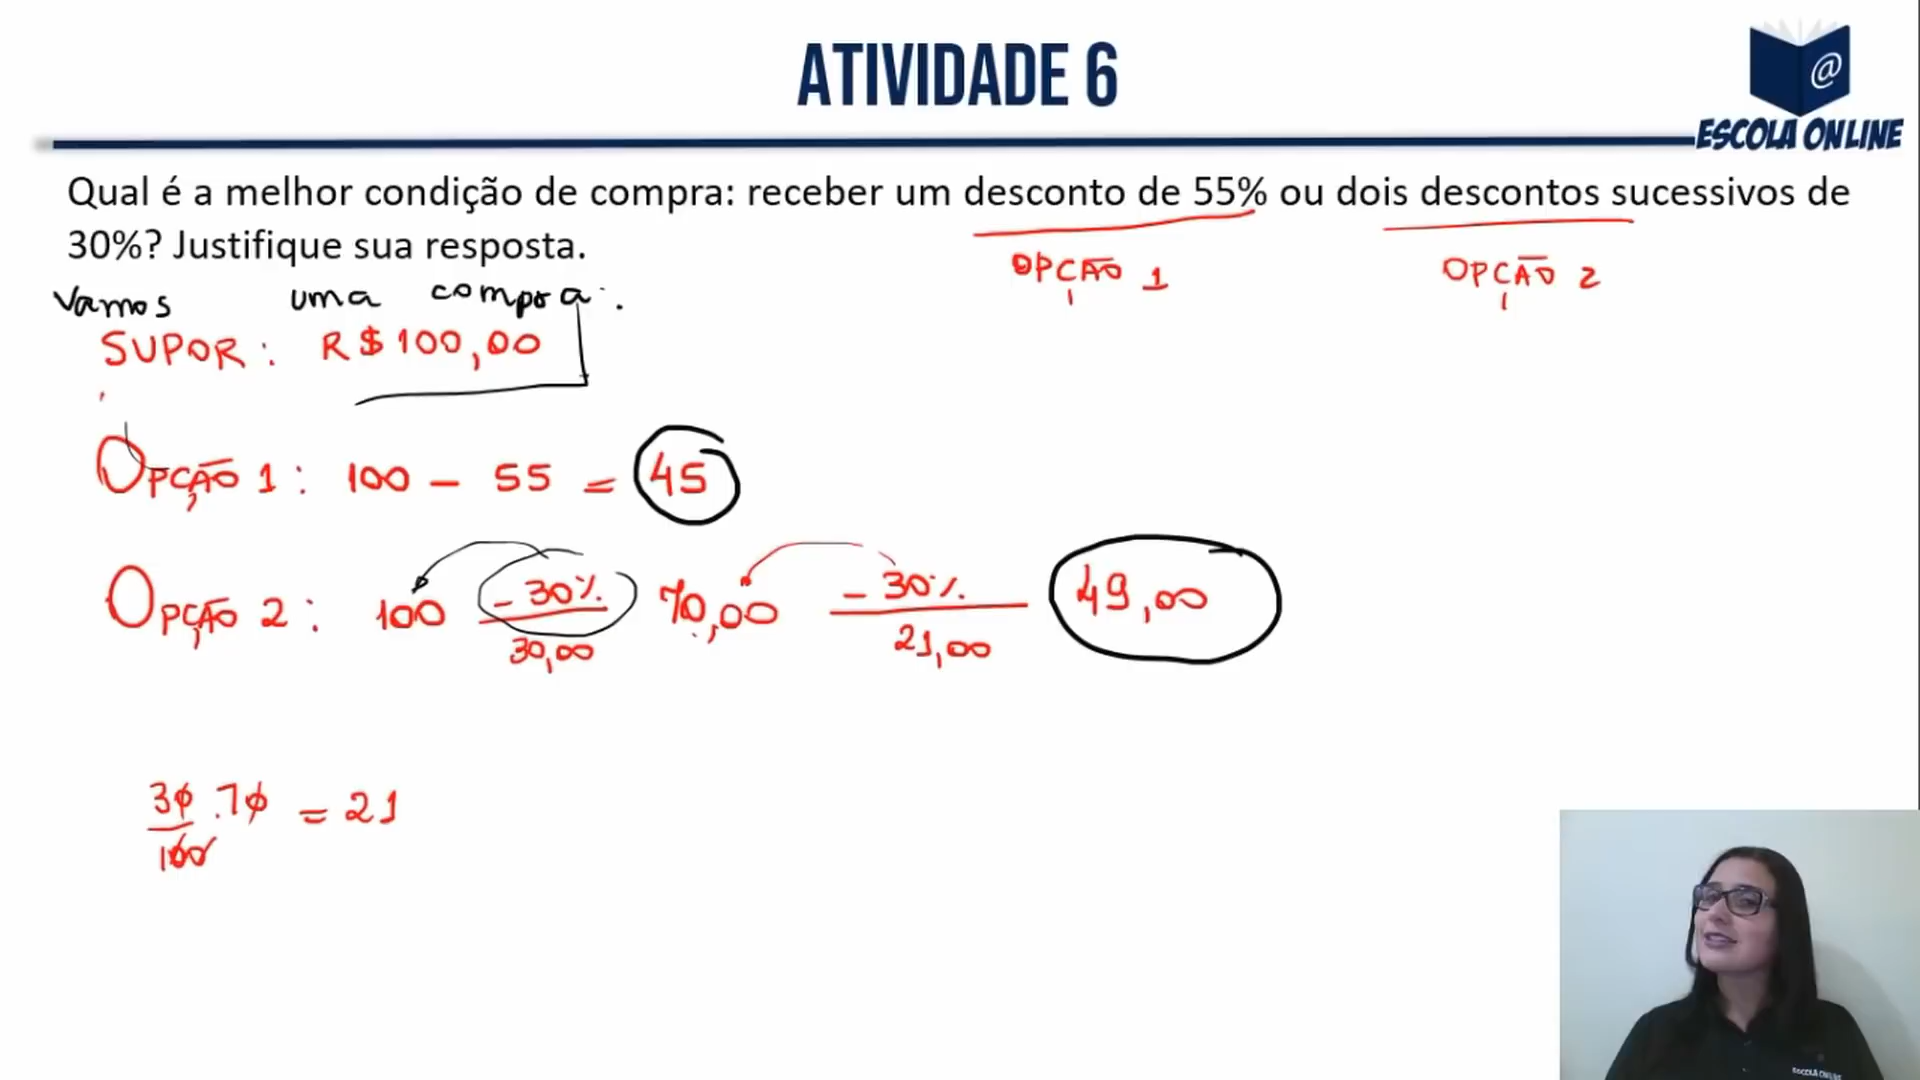 ATIVIDADE 6
@
ESCOLA ONLINE
Qual é a melhor condição de compra: receber um desconto de 55% ou dois descontos sucessivos de
30%? Justifique sua resposta.
OPÇÃO 1 OPÇÃO 2
Vamos uma compra:.
SUPOR: R$100,00
OPÇÃO 1: 100 - 55 = 45
OPÇÃO 2: 100 - 30% 70,00 - 30% 49,00
30,00 21,00
30 .70 = 21
100
ESCOLA ONLINE